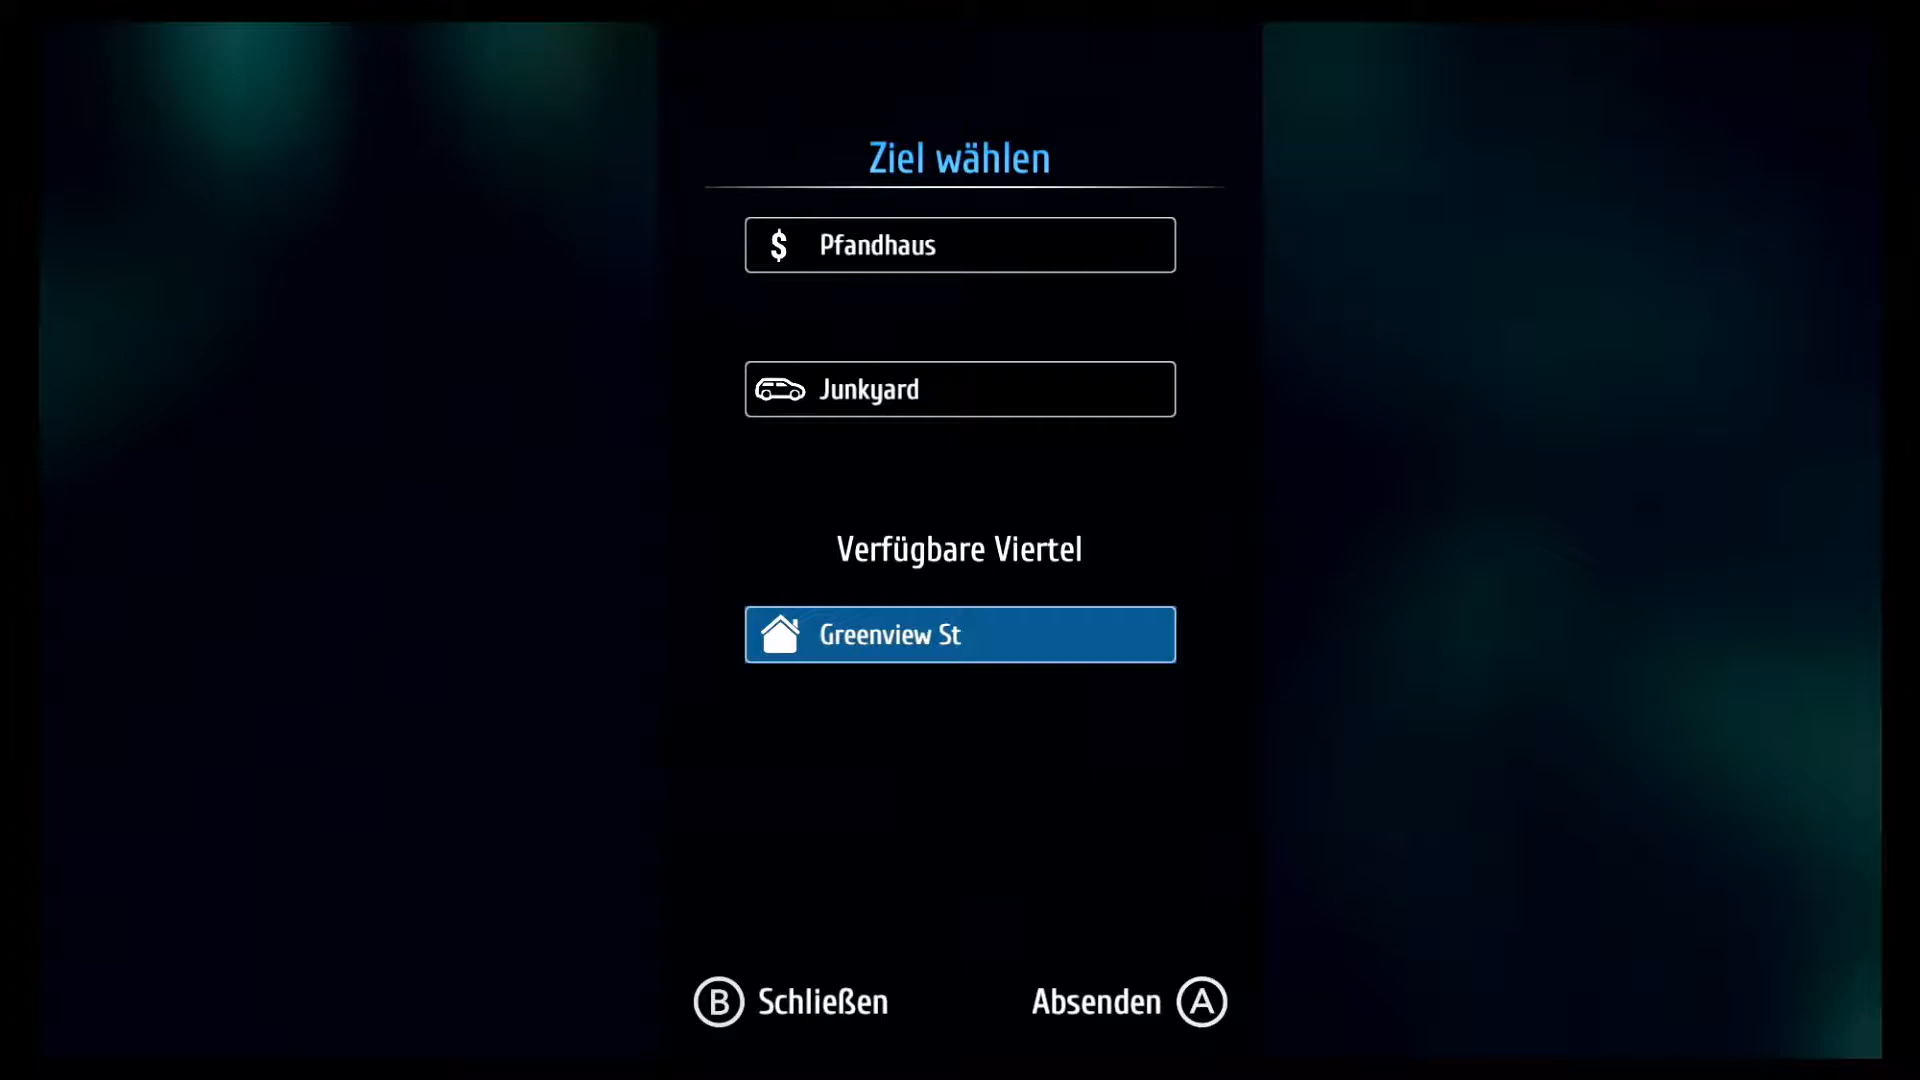 Ziel wählen
$ Pfandhaus
Junkyard
Verfügbare Viertel
Greenview St
B Schließen
Absenden A